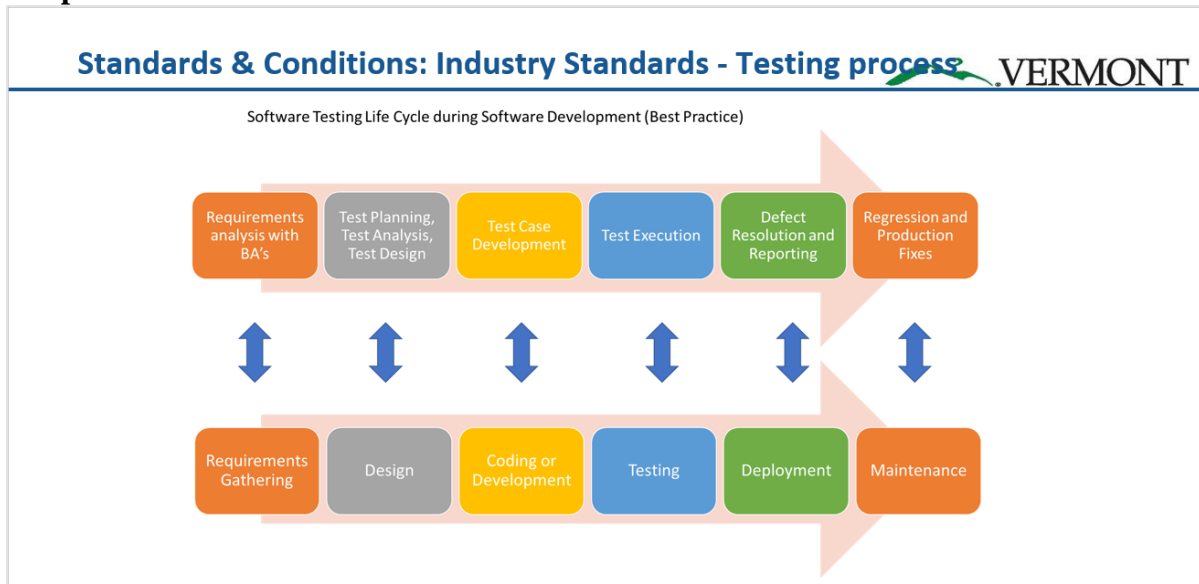 Standards & Conditions: Industry Standards - Testing process
VERMONT
Software Testing Life Cycle during Software Development (Best Practice)
Requirements
analysis with
BA's
Test Planning,
Test Analysis,
Test Design
Test Case
Development
Test Execution
Defect
Resolution and
Reporting
Regression and
Production
Fixes
Requirements
Gathering
Design
Coding or
Development
Testing
Deployment
Maintenance